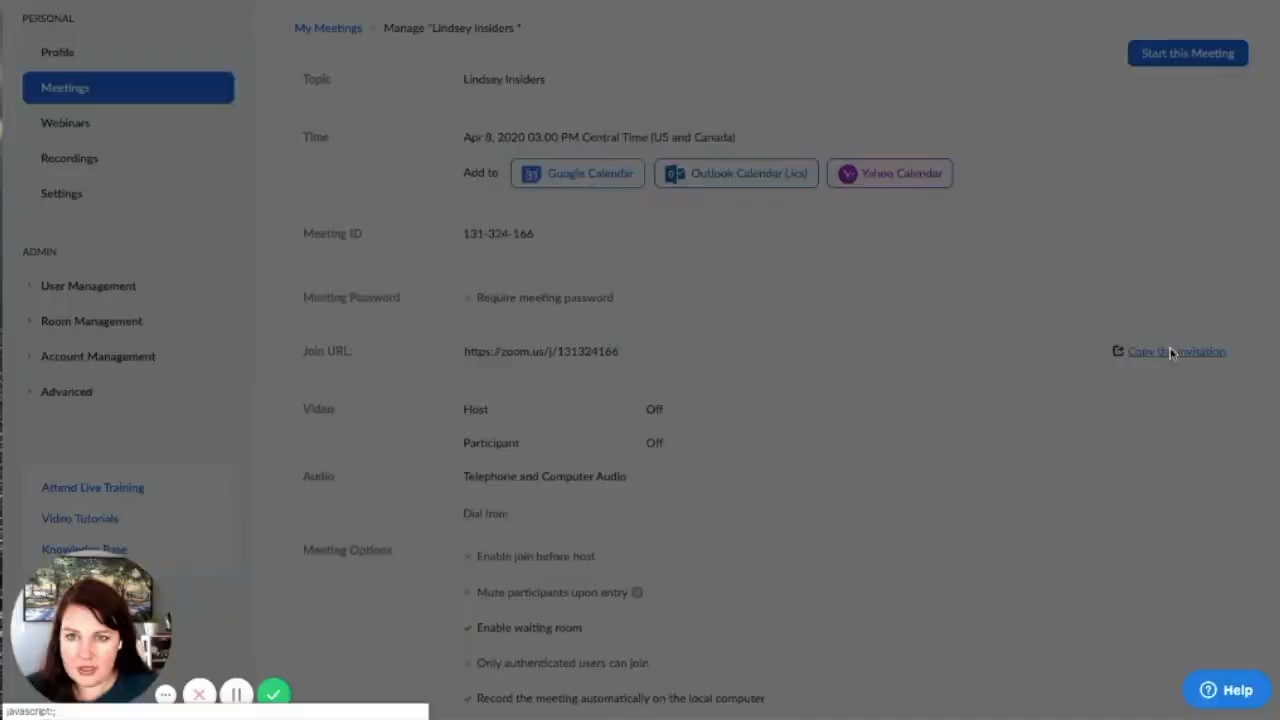 PERSONAL
Profile
Meetings
Webinars
Recordings
Settings
ADMIN
User Management
Room Management
Account Management
Advanced
Attend Live Training
Video Tutorials
Knowledge Base
My Meetings > Manage "Lindsey Insiders "
Start this Meeting
Topic Lindsey Insiders
Time Apr 8, 2020 03:00 PM Central Time (US and Canada)
Add to Google Calendar Outlook Calendar (.ics) Yahoo Calendar
Meeting ID 131-324-166
Meeting Password × Require meeting password
Join URL: https://zoom.us/j/131324166 Copy the invitation
Video Host Off
Participant Off
Audio Telephone and Computer Audio
Dial from
Meeting Options × Enable join before host
× Mute participants upon entry
✓ Enable waiting room
× Only authenticated users can join
✓ Record the meeting automatically on the local computer
Help
javascript:;